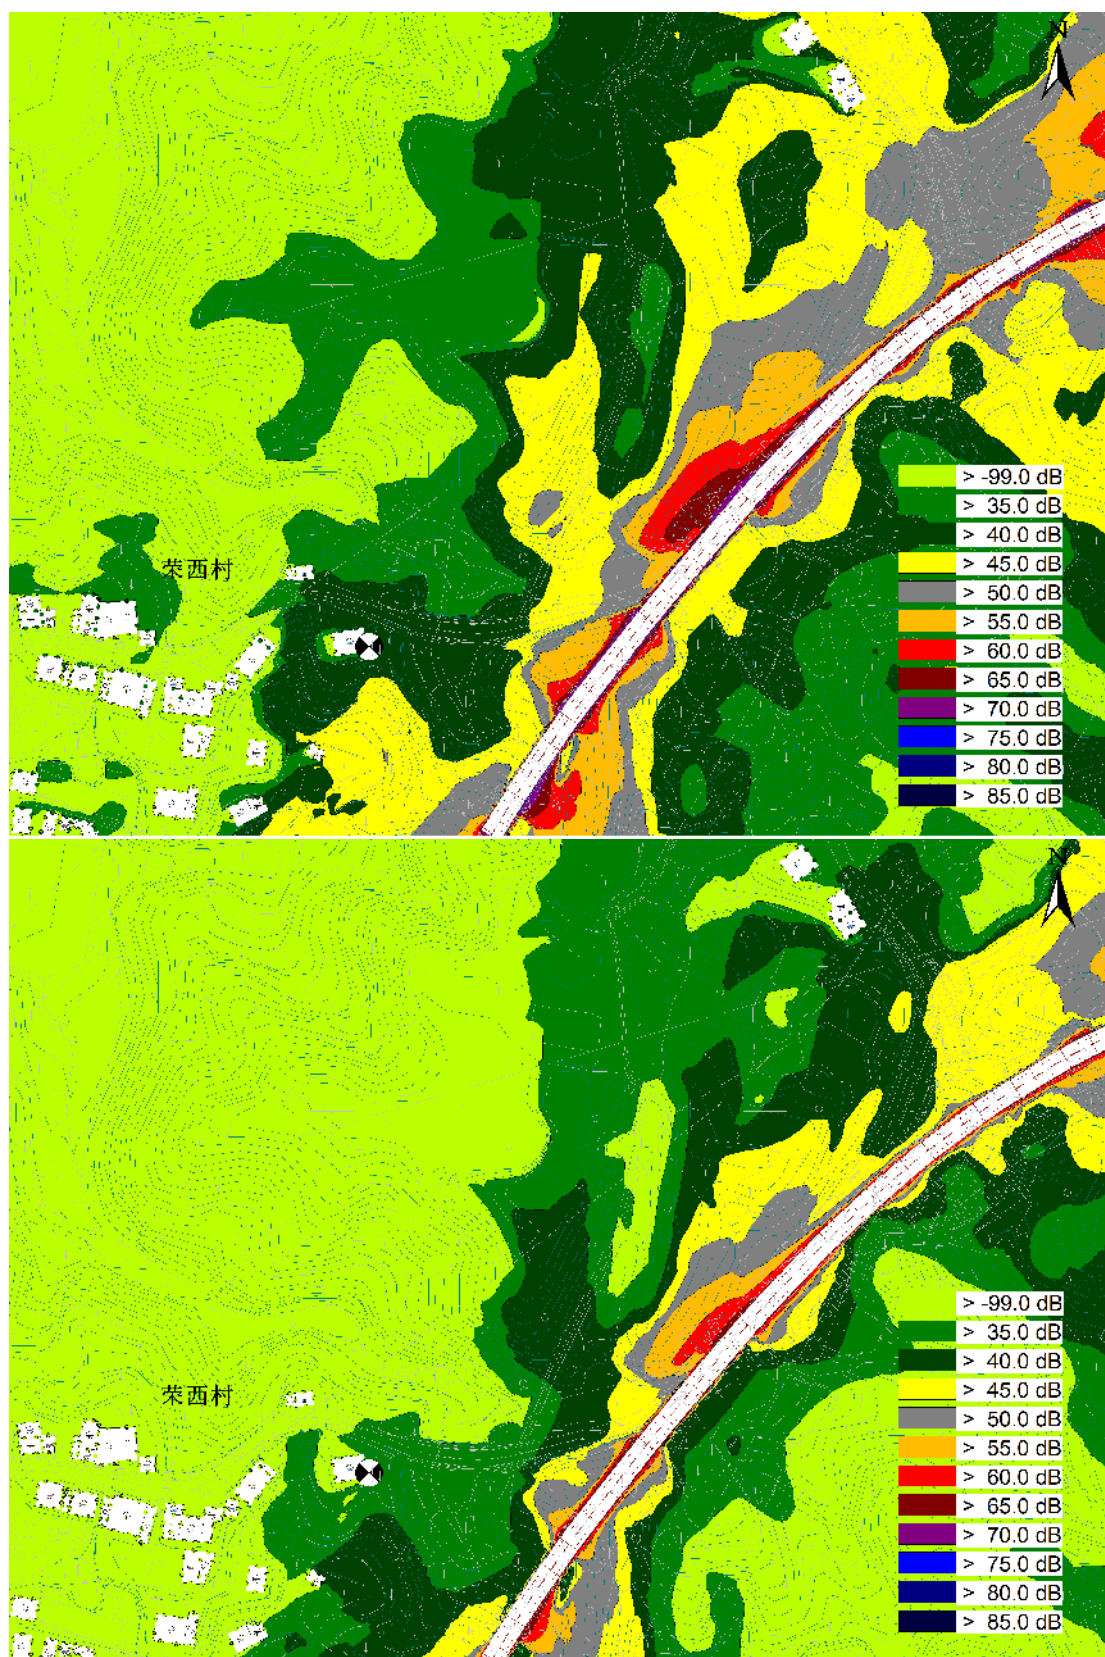 N
> -99.0 dB
> 35.0 dB
> 40.0 dB
> 45.0 dB
> 50.0 dB
> 55.0 dB
> 60.0 dB
> 65.0 dB
> 70.0 dB
> 75.0 dB
> 80.0 dB
> 85.0 dB
荣西村
N
> -99.0 dB
> 35.0 dB
> 40.0 dB
> 45.0 dB
> 50.0 dB
> 55.0 dB
> 60.0 dB
> 65.0 dB
> 70.0 dB
> 75.0 dB
> 80.0 dB
> 85.0 dB
荣西村